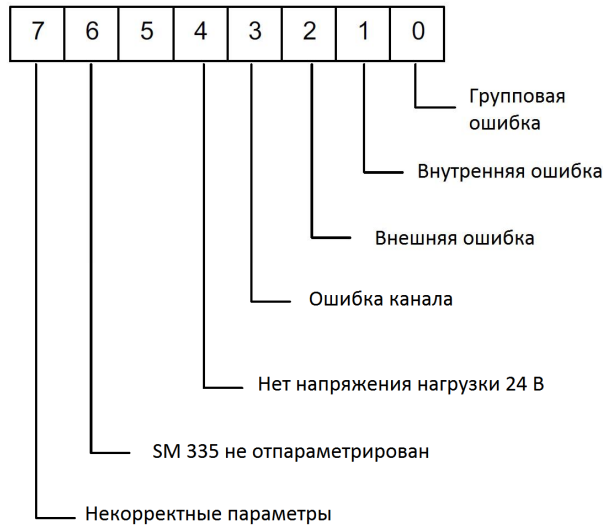 7 6 5 4 3 2 1 0
Групповая
ошибка
Внутренняя ошибка
Внешняя ошибка
Ошибка канала
Нет напряжения нагрузки 24 В
SM 335 не отпараметрирован
Некорректные параметры